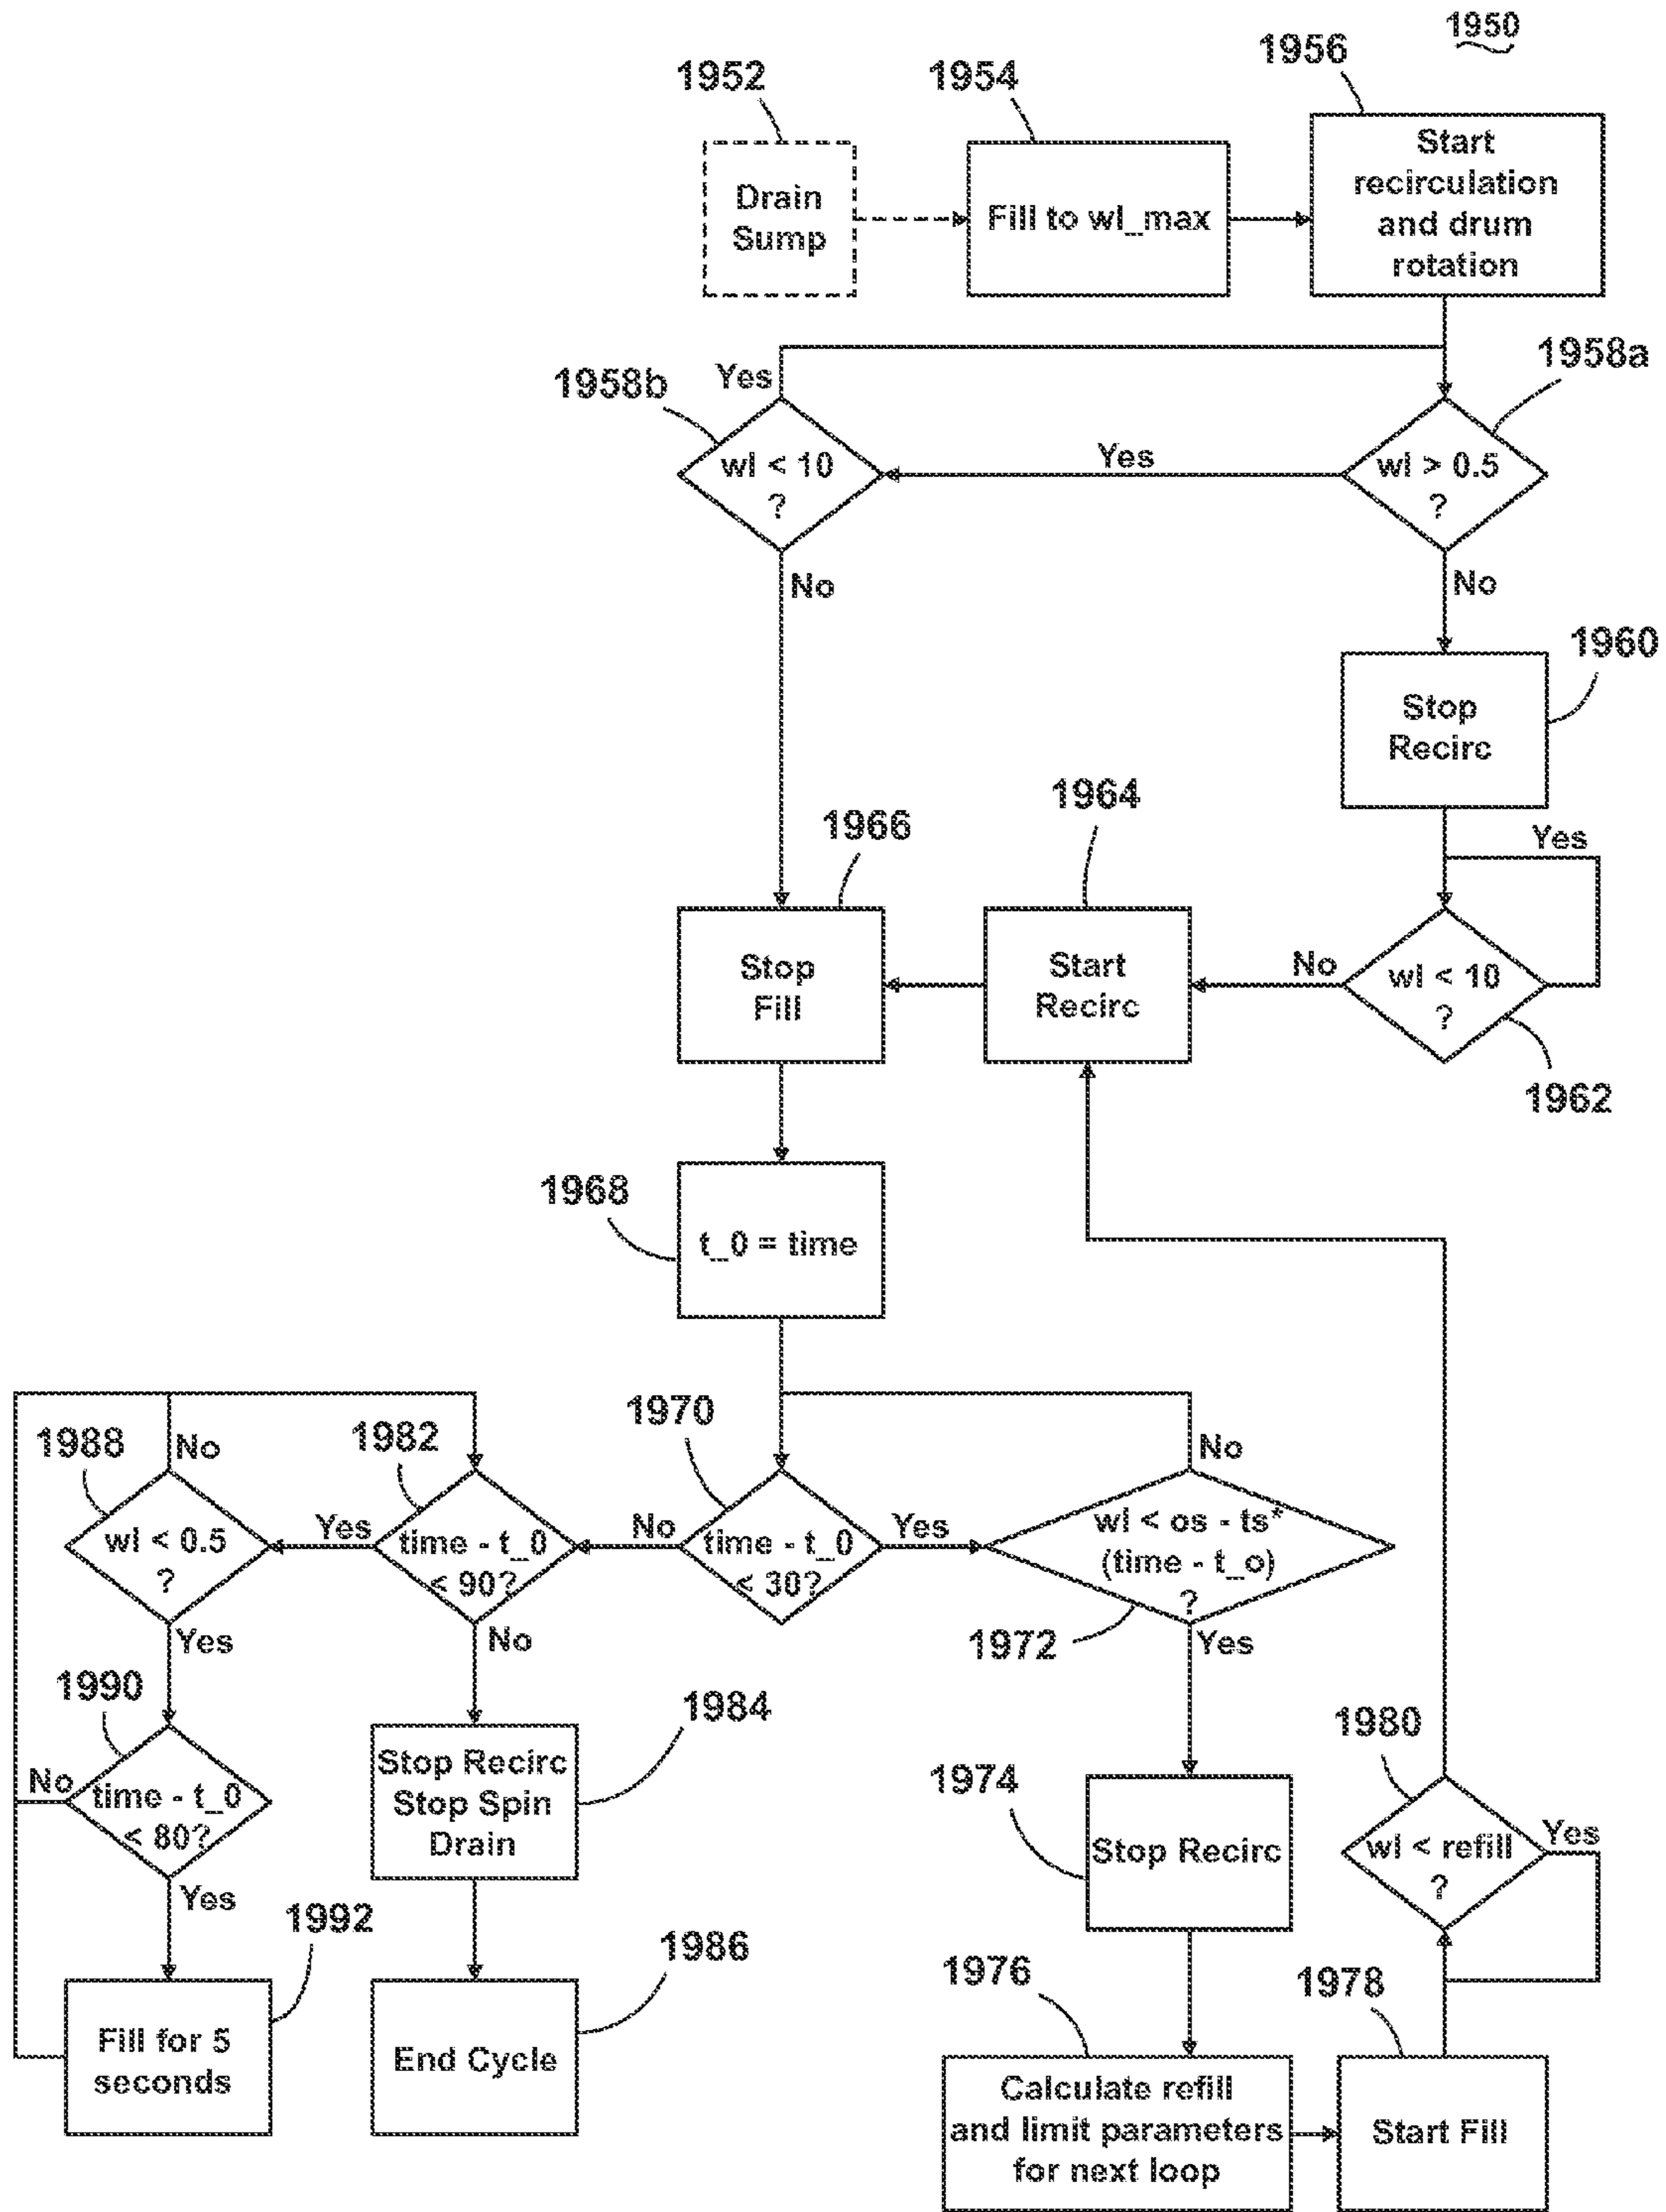 1950
1952
1954
1956
Drain
Sump
Fill to wl_max
Start
recirculation
and drum
rotation
1958b
Yes
1958a
wl < 10
?
Yes
wl > 0.5
?
No
No
1960
Stop
Recirc
1966
1964
Yes
Stop
Fill
Start
Recirc
No
wl < 10
?
1962
1968
t_0 = time
1988
No
1982
1970
No
wl < 0.5
?
Yes
time - t_0
< 90?
No
time - t_0
< 30?
Yes
wl < os - ts*
(time - t_o)
?
1972
Yes
No
Yes
1990
1984
1980
No
time - t_0
< 80?
Stop Recirc
Stop Spin
Drain
1974
Stop Recirc
wl < refill
?
Yes
Yes
1992
1986
1976
1978
Fill for 5
seconds
End Cycle
Calculate refill
and limit parameters
for next loop
Start Fill